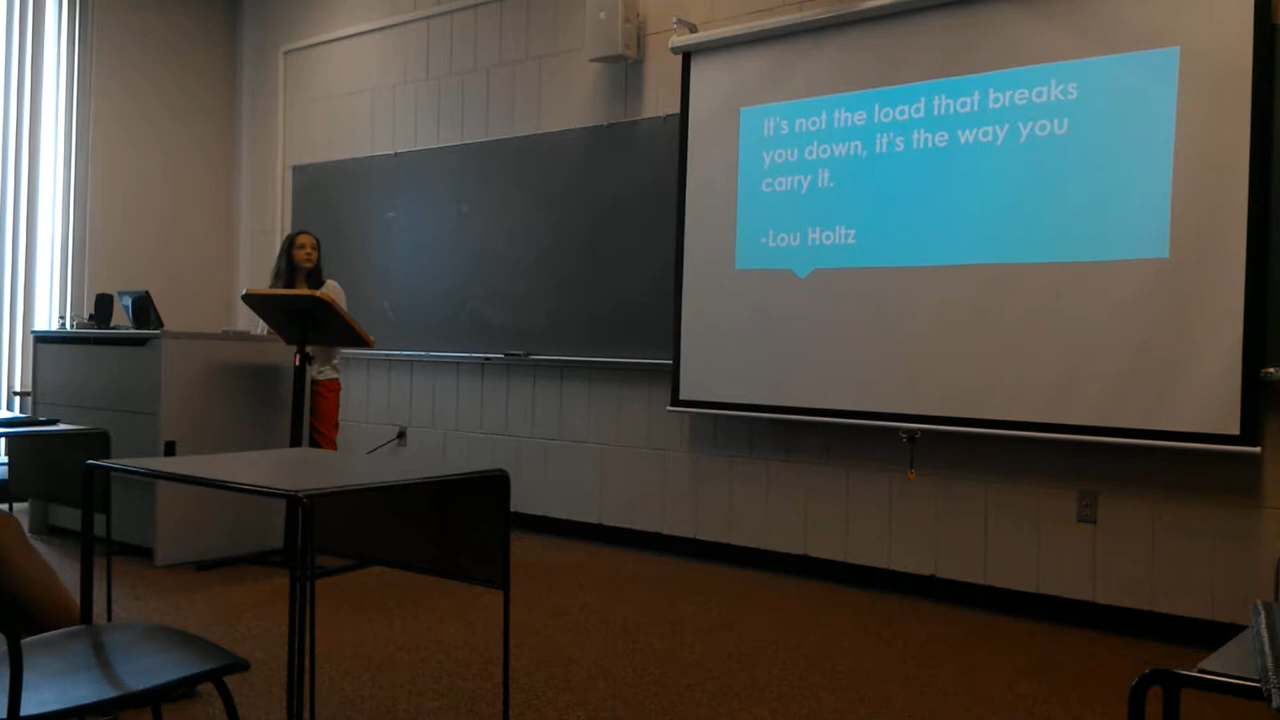 It's not the load that breaks
you down, it's the way you
carry it.
-Lou Holtz